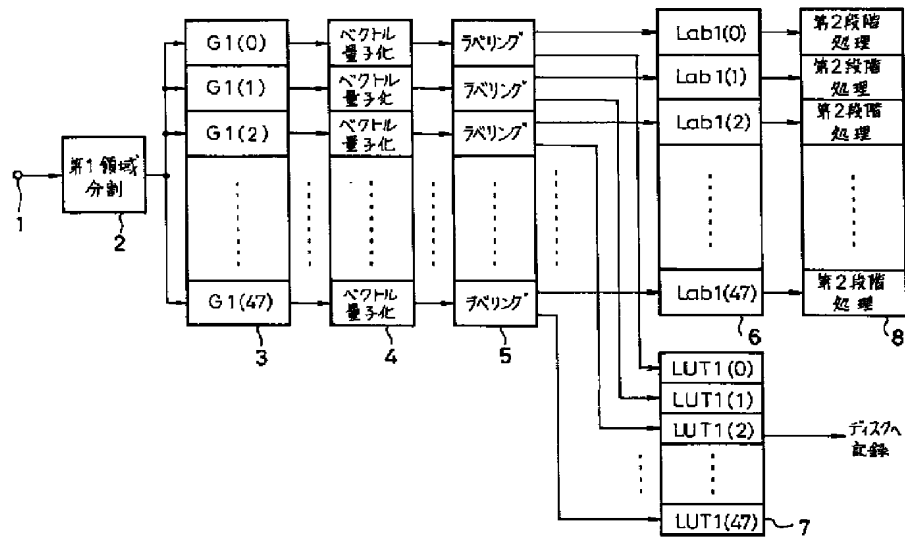 1
第1領域
分割
2
G1(0)
G1(1)
G1(2)
G1(47)
3
ベクトル
量子化
ベクトル
量子化
ベクトル
量子化
ベクトル
量子化
4
ラベリング
ラベリング
ラベリング
ラベリング
5
Lab1(0)
Lab1(1)
Lab1(2)
Lab1(47)
6
第2段階
処理
第2段階
処理
第2段階
処理
第2段階
処理
8
LUT1(0)
LUT1(1)
LUT1(2)
LUT1(47)
7
ディスクへ
記録